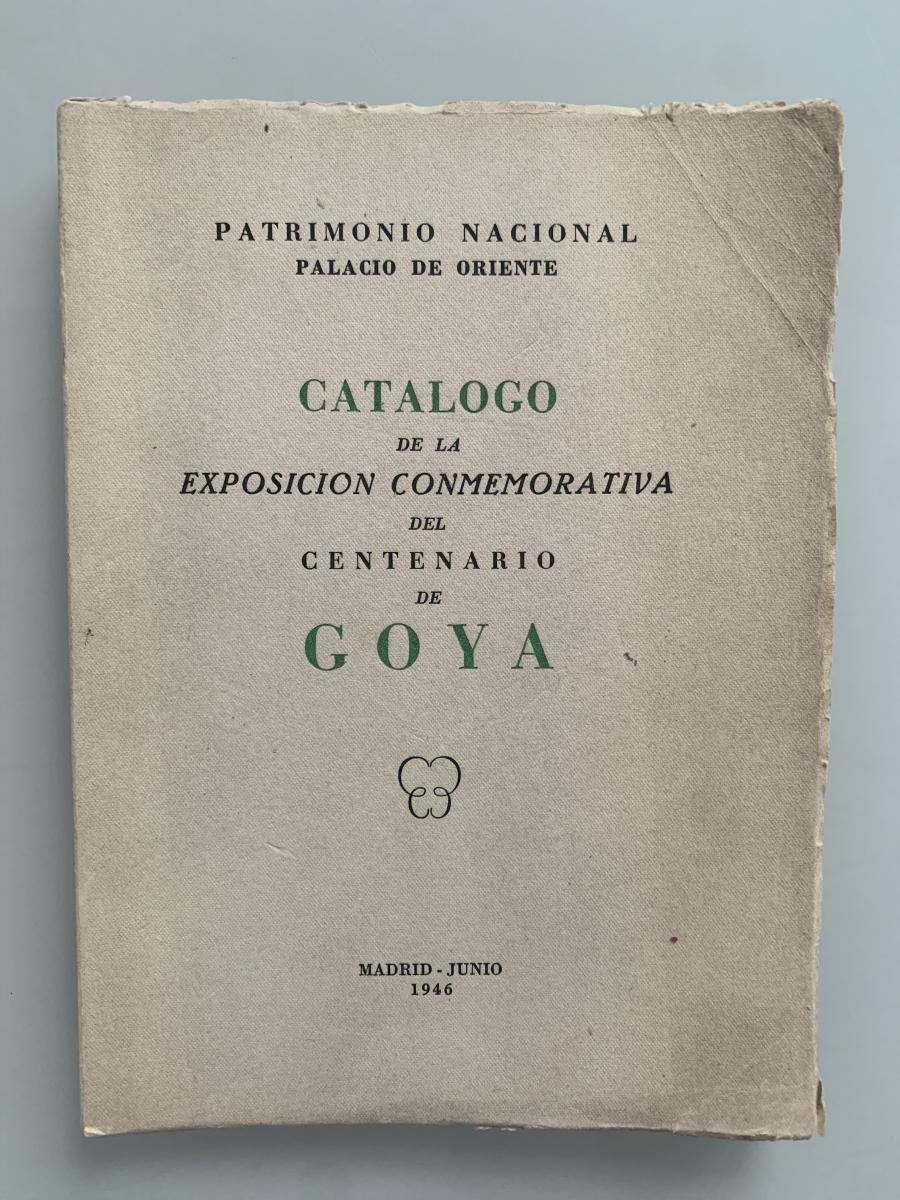 PATRIMONIO NACIONAL
PALACIO DE ORIENTE
CATALOGO
DE LA
EXPOSICION CONMEMORATIVA
DEL
CENTENARIO
DE
GOYA
MADRID - JUNIO
1946